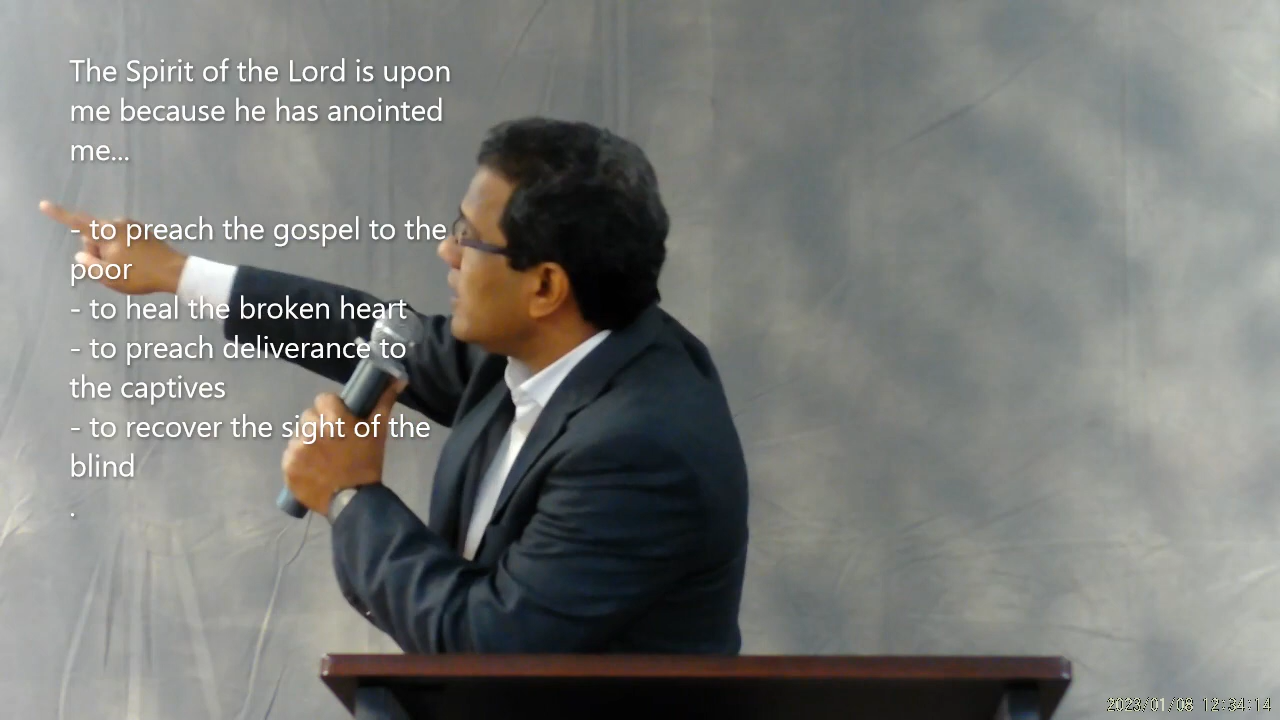 The Spirit of the Lord is upon
me because he has anointed
me...
- to preach the gospel to the
poor
- to heal the broken heart
- to preach deliverance to
the captives
- to recover the sight of the
blind
.
2023/01/08 12:34:14